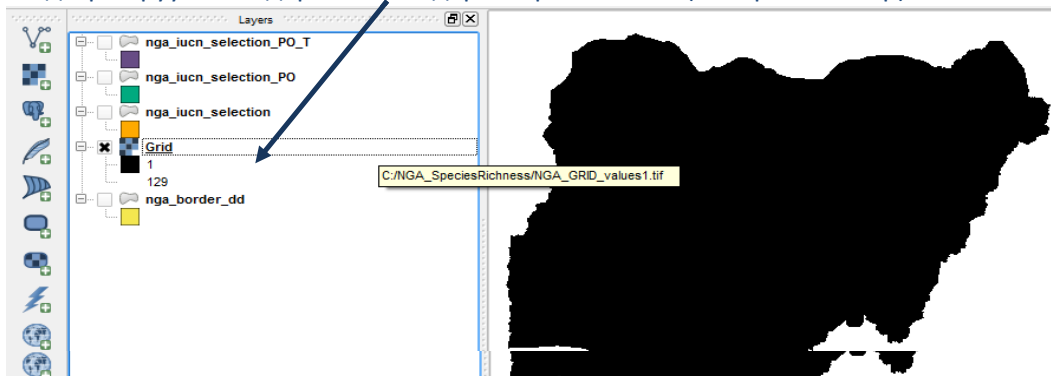 Layers
nga_iucn_selection_PO_T
nga_iucn_selection_PO
nga_iucn_selection
Grid
1
129
C:/NGA_SpeciesRichness/NGA_GRID_values1.tif
nga_border_dd